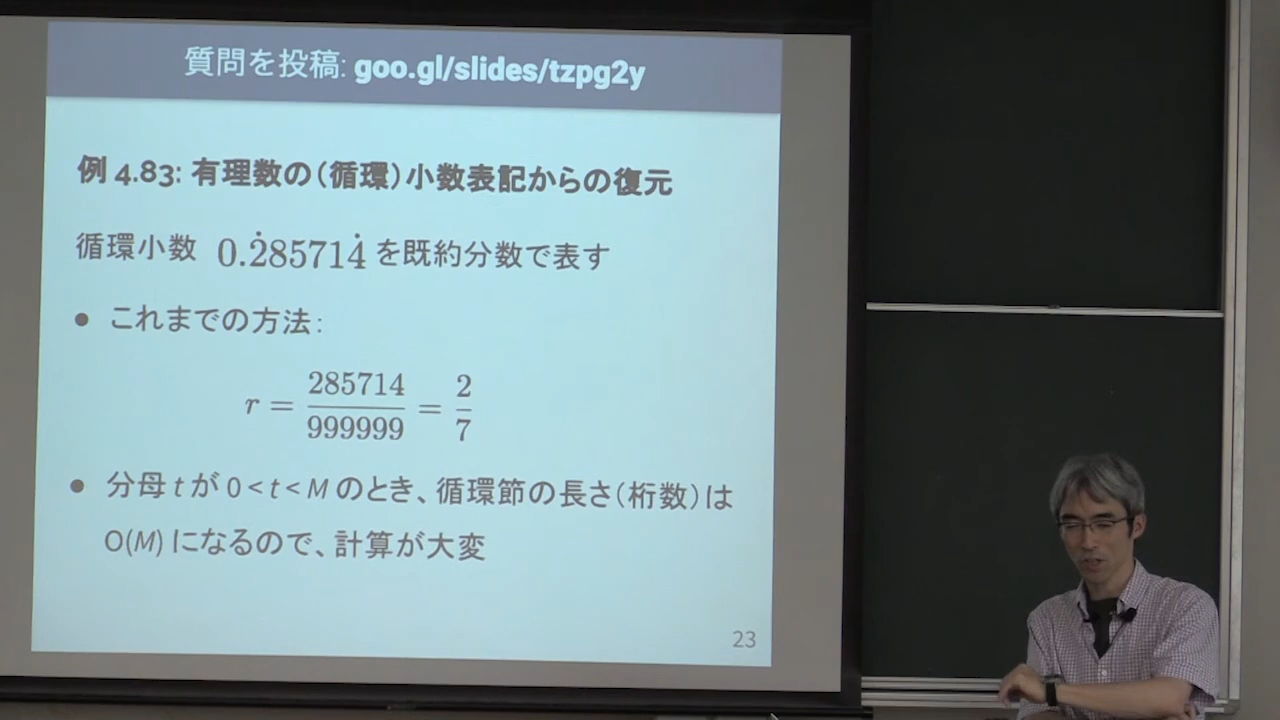 質問を投稿: goo.gl/slides/tzpg2y
例 4.83: 有理数の（循環）小数表記からの復元
循環小数 0.2̇85714̇ を既約分数で表す
● これまでの方法：
r = 285714/999999 = 2/7
● 分母 t が 0 < t < M のとき、循環節の長さ（桁数）は
O(M) になるので、計算が大変
23